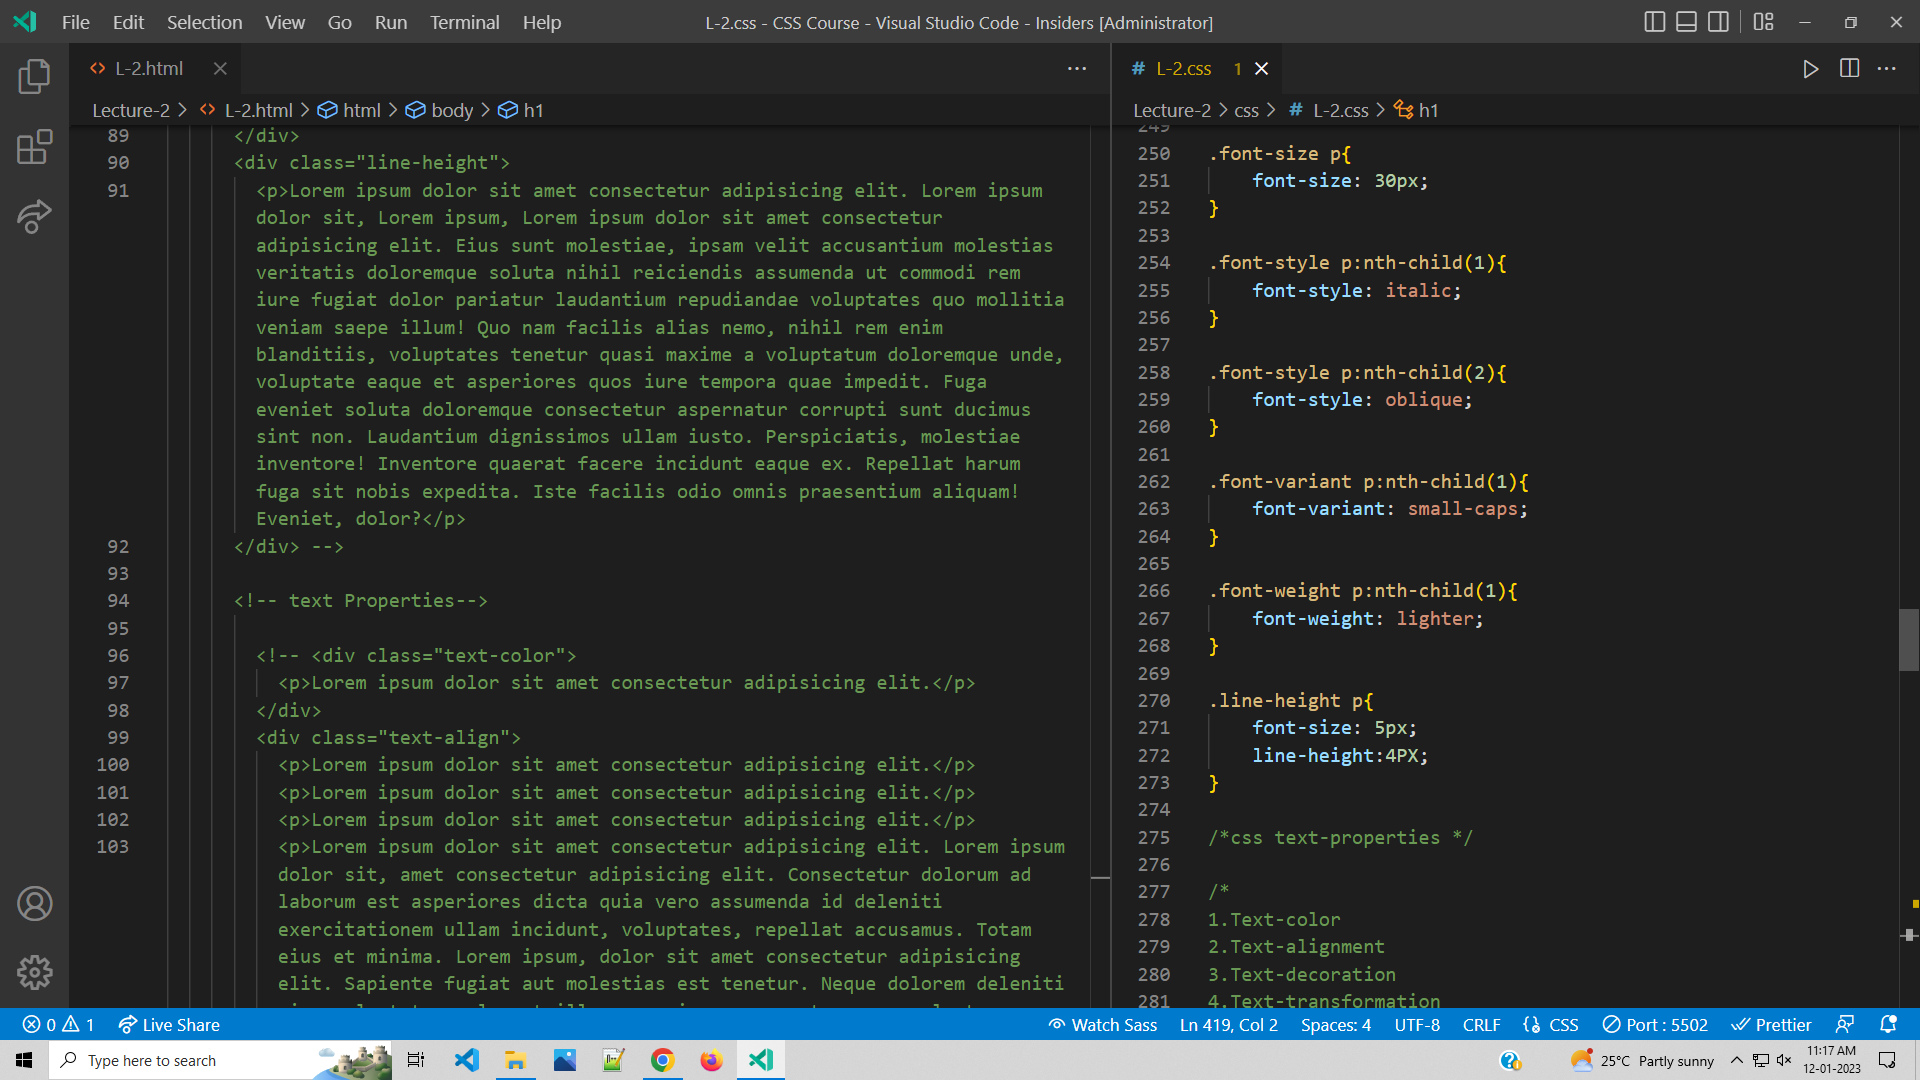 File Edit Selection View Go Run Terminal Help L-2.css - CSS Course - Visual Studio Code - Insiders [Administrator]
L-2.html
Lecture-2 > L-2.html > html > body > h1
89 </div>
90 <div class="line-height">
91 <p>Lorem ipsum dolor sit amet consectetur adipisicing elit. Lorem ipsum
dolor sit, Lorem ipsum, Lorem ipsum dolor sit amet consectetur
adipisicing elit. Eius sunt molestiae, ipsam velit accusantium molestias
veritatis doloremque soluta nihil reiciendis assumenda ut commodi rem
iure fugiat dolor pariatur laudantium repudiandae voluptates quo mollitia
veniam saepe illum! Quo nam facilis alias nemo, nihil rem enim
blanditiis, voluptates tenetur quasi maxime a voluptatum doloremque unde,
voluptate eaque et asperiores quos iure tempora quae impedit. Fuga
eveniet soluta doloremque consectetur aspernatur corrupti sunt ducimus
sint non. Laudantium dignissimos ullam iusto. Perspiciatis, molestiae
inventore! Inventore quaerat facere incidunt eaque ex. Repellat harum
fuga sit nobis expedita. Iste facilis odio omnis praesentium aliquam!
Eveniet, dolor?</p>
92 </div> -->
93
94 <!-- text Properties-->
95
96 <!-- <div class="text-color">
97 <p>Lorem ipsum dolor sit amet consectetur adipisicing elit.</p>
98 </div>
99 <div class="text-align">
100 <p>Lorem ipsum dolor sit amet consectetur adipisicing elit.</p>
101 <p>Lorem ipsum dolor sit amet consectetur adipisicing elit.</p>
102 <p>Lorem ipsum dolor sit amet consectetur adipisicing elit.</p>
103 <p>Lorem ipsum dolor sit amet consectetur adipisicing elit. Lorem ipsum
dolor sit, amet consectetur adipisicing elit. Consectetur dolorum ad
laborum est asperiores dicta quia vero assumenda id deleniti
exercitationem ullam incidunt, voluptates, repellat accusamus. Totam
eius et minima. Lorem ipsum, dolor sit amet consectetur adipisicing
elit. Sapiente fugiat aut molestias est tenetur. Neque dolorem deleniti
# L-2.css 1
Lecture-2 > css > # L-2.css > h1
249
250 .font-size p{
251 font-size: 30px;
252 }
253
254 .font-style p:nth-child(1){
255 font-style: italic;
256 }
257
258 .font-style p:nth-child(2){
259 font-style: oblique;
260 }
261
262 .font-variant p:nth-child(1){
263 font-variant: small-caps;
264 }
265
266 .font-weight p:nth-child(1){
267 font-weight: lighter;
268 }
269
270 .line-height p{
271 font-size: 5px;
272 line-height:4PX;
273 }
274
275 /*css text-properties */
276
277 /*
278 1.Text-color
279 2.Text-alignment
280 3.Text-decoration
281 4.Text-transformation
0 1 Live Share Watch Sass Ln 419, Col 2 Spaces: 4 UTF-8 CRLF CSS Port : 5502 Prettier
Type here to search 25°C Partly sunny 11:17 AM
12-01-2023